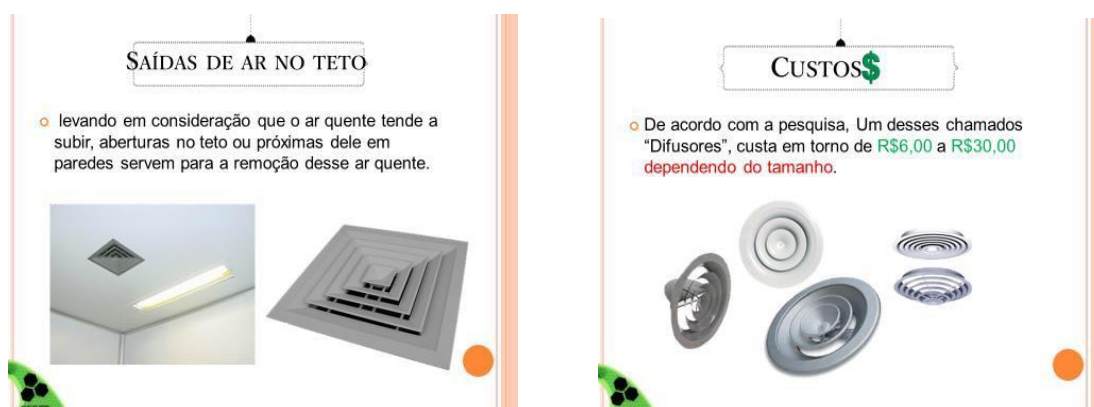 SAÍDAS DE AR NO TETO
levando em consideração que o ar quente tende a
subir, aberturas no teto ou próximas dele em
paredes servem para a remoção desse ar quente.
CUSTOS$
De acordo com a pesquisa, Um desses chamados
“Difusores”, custa em torno de R$6,00 a R$30,00
dependendo do tamanho.